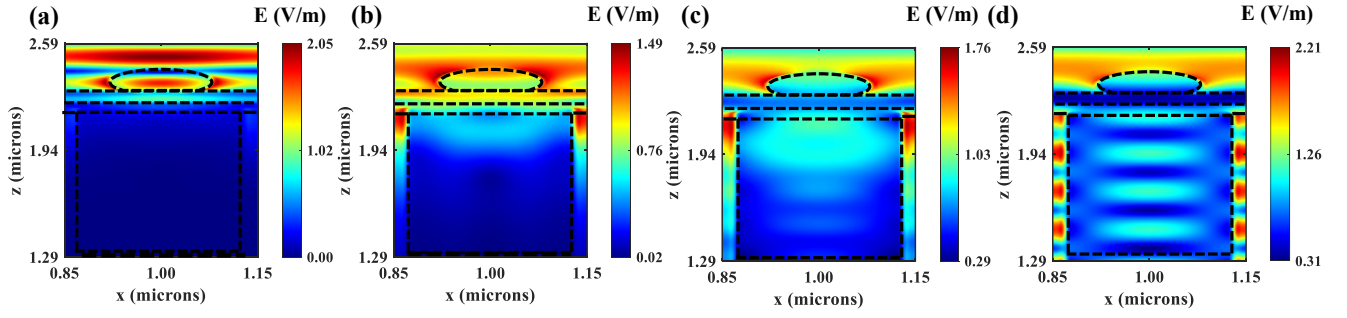 (a) E (V/m) (b) E (V/m) (c) E (V/m) (d) E (V/m)
2.59 2.05 2.59 1.49 2.59 1.76 2.59 2.21
z (microns) 1.94 1.02 z (microns) 1.94 0.76 z (microns) 1.94 1.03 z (microns) 1.94 1.26
1.29 0.00 1.29 0.02 1.29 0.29 1.29 0.31
0.85 1.00 1.15 0.85 1.00 1.15 0.85 1.00 1.15 0.85 1.00 1.15
x (microns) x (microns) x (microns) x (microns)